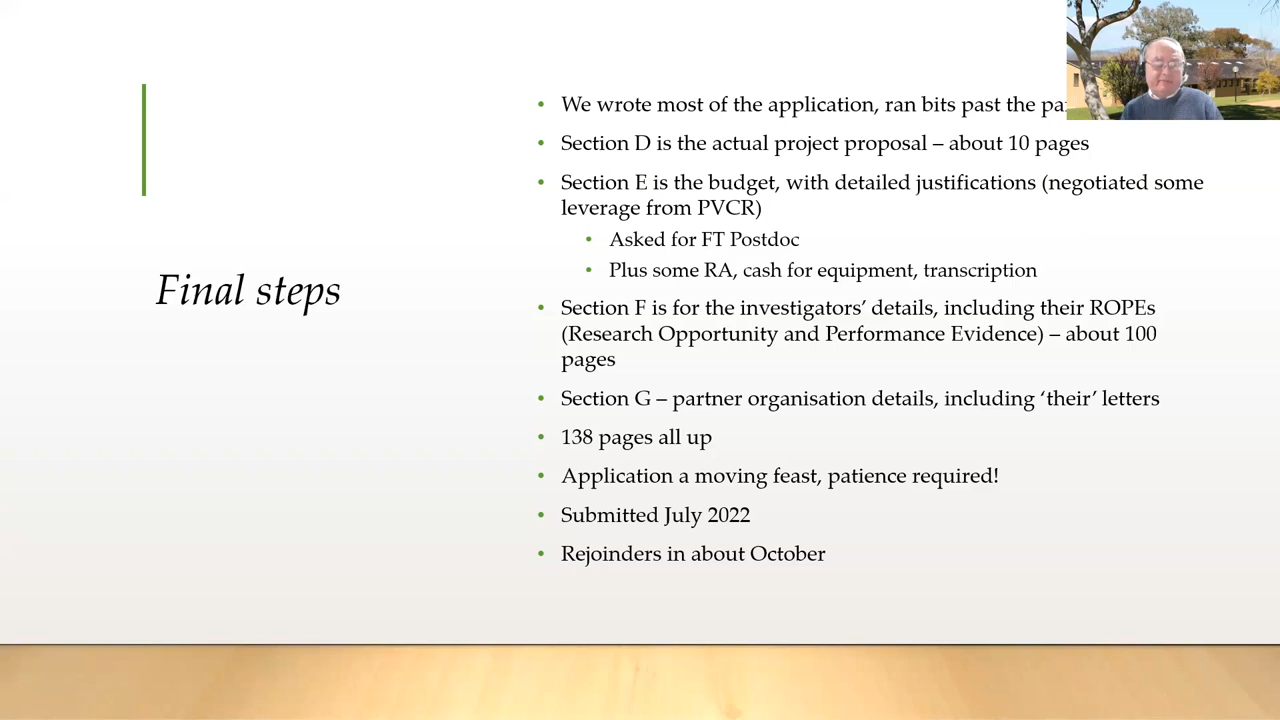 We wrote most of the application, ran bits past the
• Section D is the actual project proposal – about 10 pages
• Section E is the budget, with detailed justifications (negotiated some
leverage from PVCR)
• Asked for FT Postdoc
• Plus some RA, cash for equipment, transcription
Final steps
• Section F is for the investigators’ details, including their ROPEs
(Research Opportunity and Performance Evidence) – about 100
pages
• Section G – partner organisation details, including ‘their’ letters
• 138 pages all up
• Application a moving feast, patience required!
• Submitted July 2022
• Rejoinders in about October